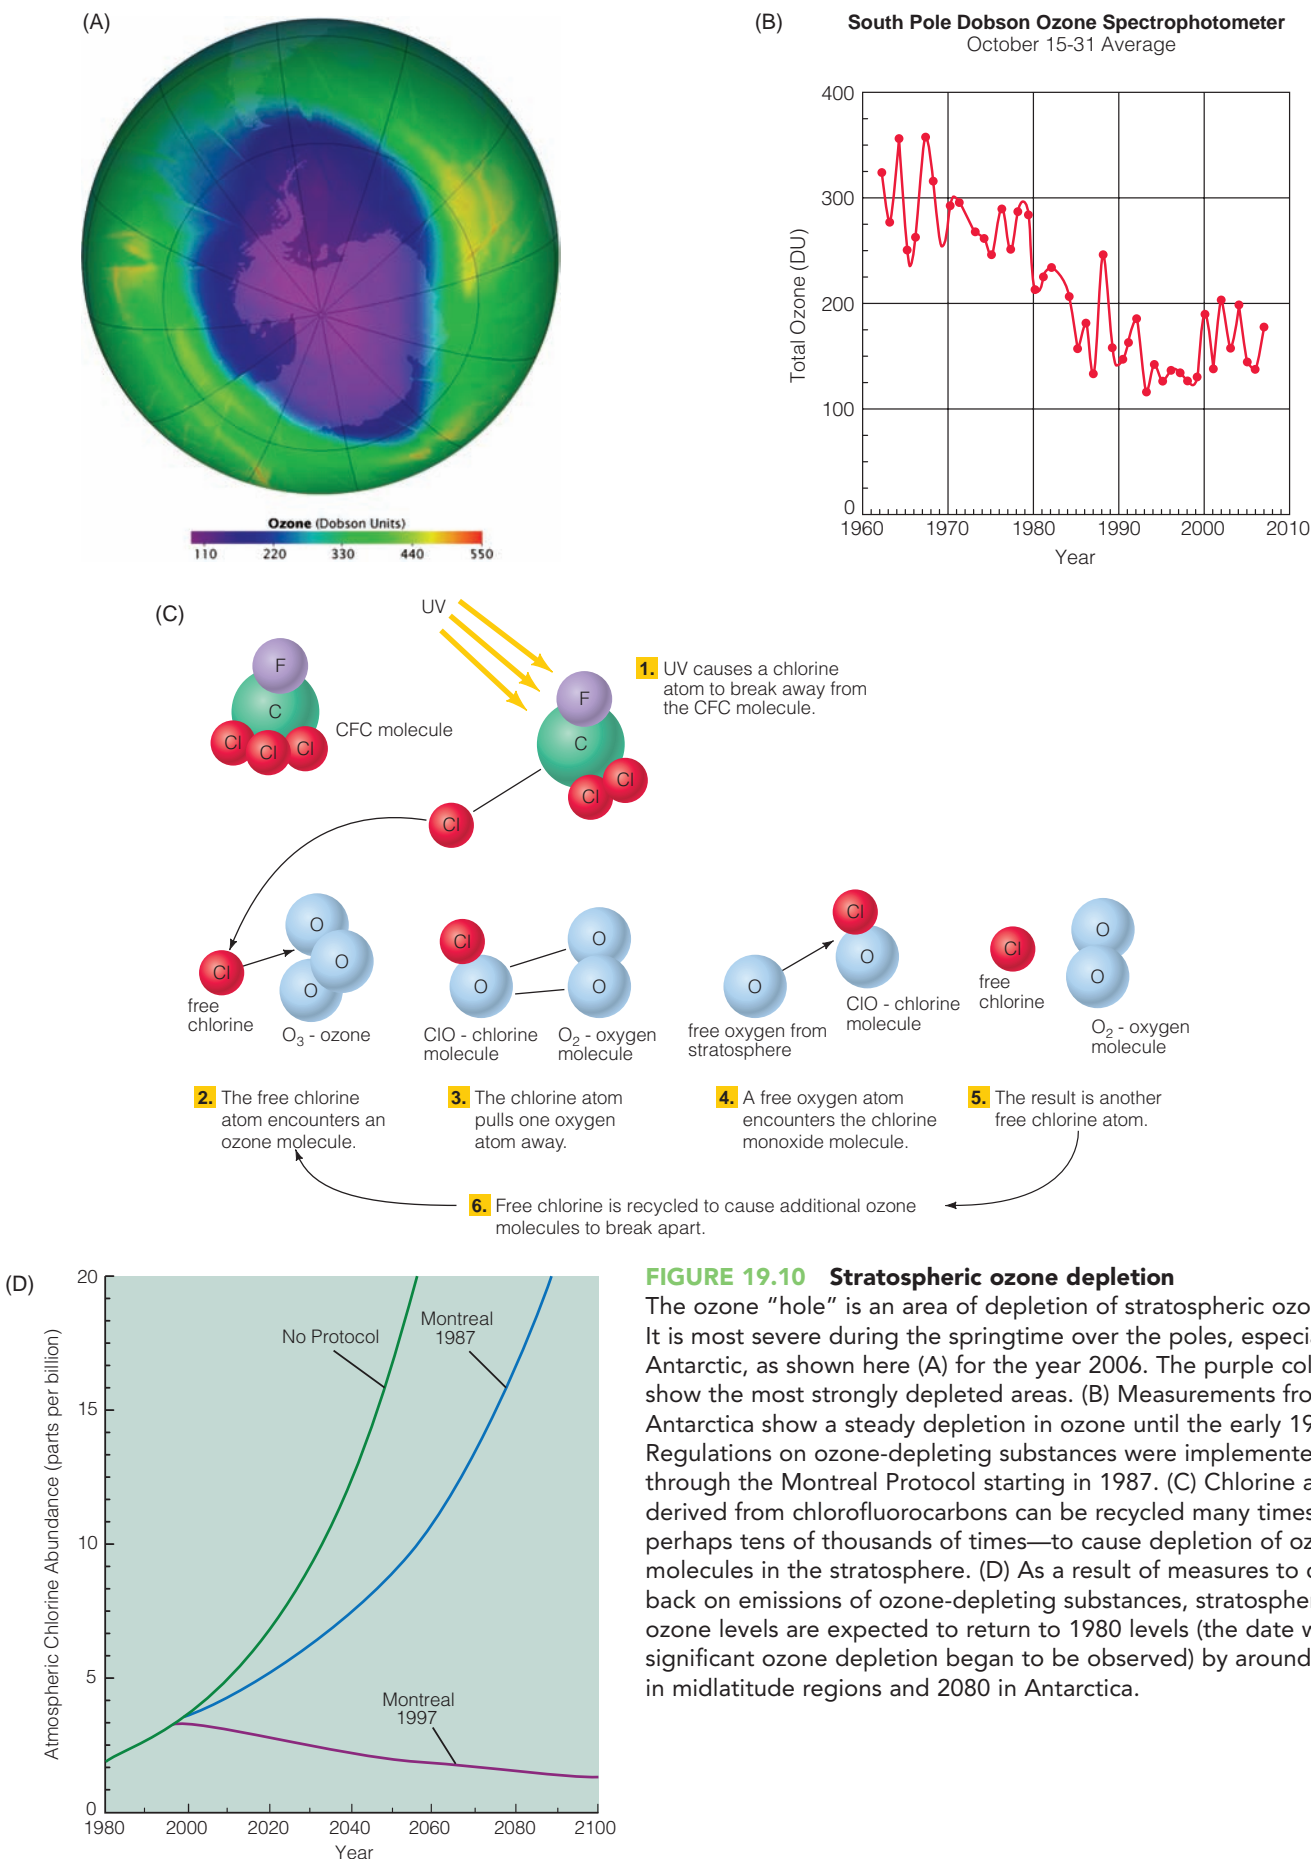 (A)
Ozone (Dobson Units)
110 220 330 440 550
(B)
South Pole Dobson Ozone Spectrophotometer
October 15-31 Average
Total Ozone (DU)
400
300
200
100
0
1960 1970 1980 1990 2000 2010
Year
(C)
UV
F
C
Cl Cl Cl
CFC molecule
F
C
Cl Cl
Cl
1. UV causes a chlorine
atom to break away from
the CFC molecule.
Cl
free
chlorine
O
O
O
O3 - ozone
Cl
O
ClO - chlorine
molecule
O
O
O2 - oxygen
molecule
O
free oxygen from
stratosphere
Cl
O
ClO - chlorine
molecule
Cl
free
chlorine
O
O
O2 - oxygen
molecule
2. The free chlorine
atom encounters an
ozone molecule.
3. The chlorine atom
pulls one oxygen
atom away.
4. A free oxygen atom
encounters the chlorine
monoxide molecule.
5. The result is another
free chlorine atom.
6. Free chlorine is recycled to cause additional ozone
molecules to break apart.
(D)
Atmospheric Chlorine Abundance (parts per billion)
20
15
10
5
0
1980 2000 2020 2040 2060 2080 2100
Year
No Protocol
Montreal
1987
Montreal
1997
FIGURE 19.10 Stratospheric ozone depletion
The ozone “hole” is an area of depletion of stratospheric
It is most severe during the springtime over the poles,
Antarctic, as shown here (A) for the year 2006. The purple
show the most strongly depleted areas. (B) Measurements
Antarctica show a steady depletion in ozone until the early
Regulations on ozone-depleting substances were
through the Montreal Protocol starting in 1987. (C) Chlorine
derived from chlorofluorocarbons can be recycled many times
perhaps tens of thousands of times—to cause depletion of
molecules in the stratosphere. (D) As a result of measures to
back on emissions of ozone-depleting substances,
ozone levels are expected to return to 1980 levels (the date
significant ozone depletion began to be observed) by around
in midlatitude regions and 2080 in Antarctica.